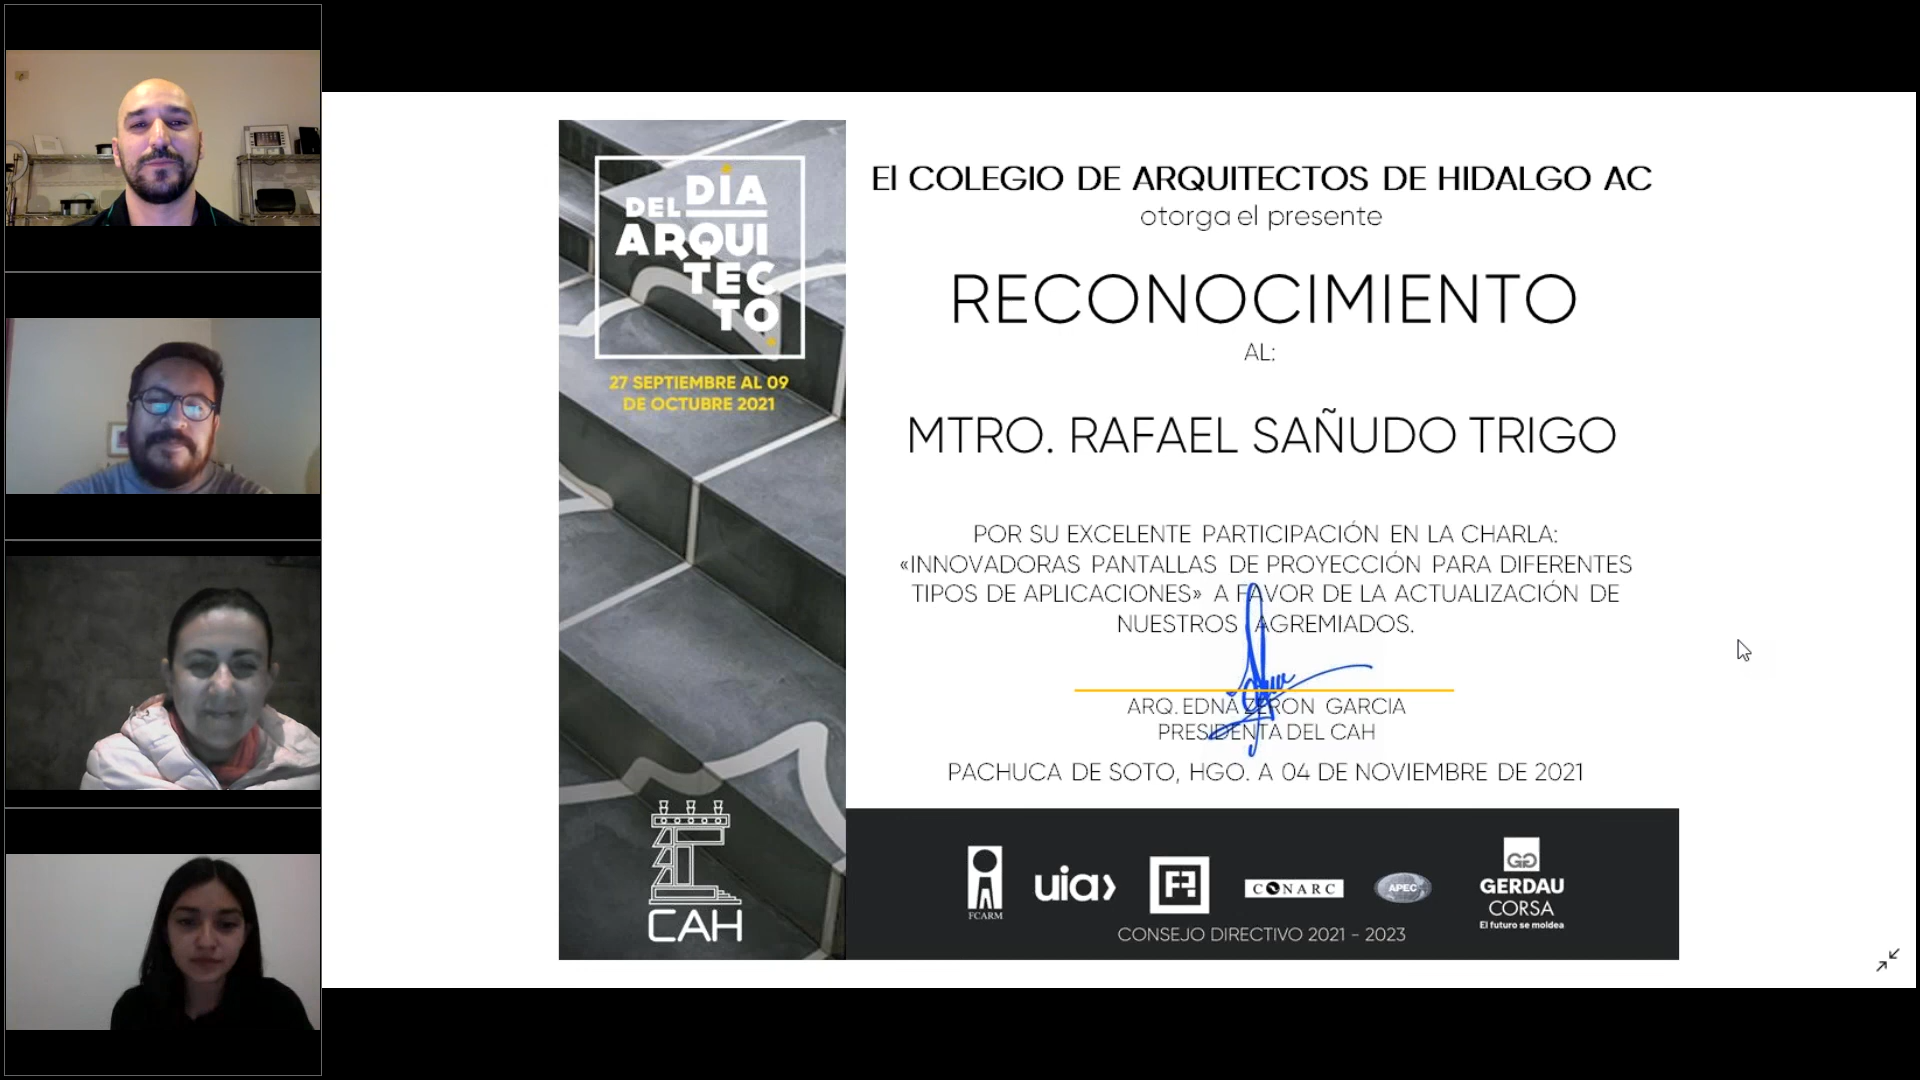 DÍA
DEL
ARQUI
TEC
TO
27 SEPTIEMBRE AL 09
DE OCTUBRE 2021
CAH
El COLEGIO DE ARQUITECTOS DE HIDALGO AC
otorga el presente
RECONOCIMIENTO
AL:
MTRO. RAFAEL SAÑUDO TRIGO
POR SU EXCELENTE PARTICIPACIÓN EN LA CHARLA:
«INNOVADORAS PANTALLAS DE PROYECCIÓN PARA DIFERENTES
TIPOS DE APLICACIONES» A FAVOR DE LA ACTUALIZACIÓN DE
NUESTROS AGREMIADOS.
ARQ. EDNA ZERON GARCIA
PRESIDENTA DEL CAH
PACHUCA DE SOTO, HGO. A 04 DE NOVIEMBRE DE 2021
FCARM
uia
CONARC
APEC
GG
GERDAU
CORSA
El futuro se moldea
CONSEJO DIRECTIVO 2021 - 2023